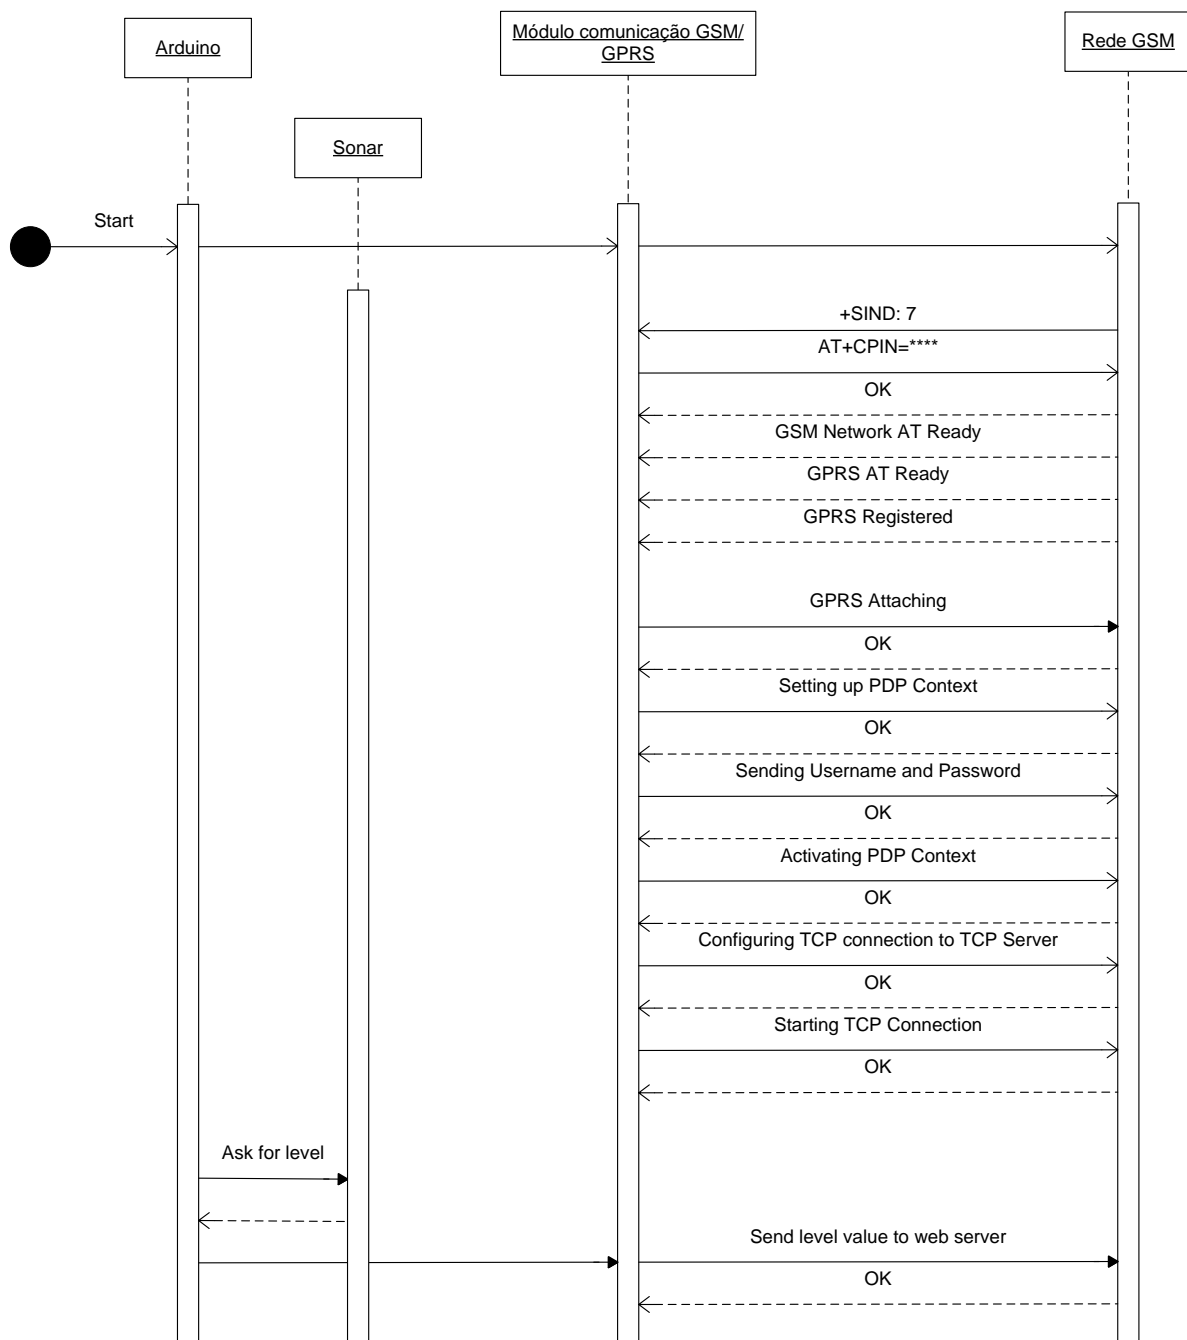 Arduino
Módulo comunicação GSM/
GPRS
Rede GSM
Sonar
Start
+SIND: 7
AT+CPIN=****
OK
GSM Network AT Ready
GPRS AT Ready
GPRS Registered
GPRS Attaching
OK
Setting up PDP Context
OK
Sending Username and Password
OK
Activating PDP Context
OK
Configuring TCP connection to TCP Server
OK
Starting TCP Connection
OK
Ask for level
Send level value to web server
OK